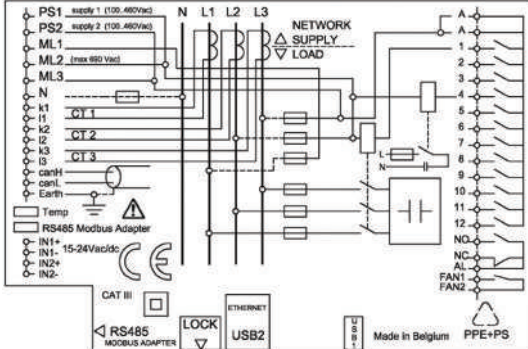 PS1 supply 1 (100..460Vac)
PS2 supply 2 (100..460Vac)
ML1
ML2 (max 690 Vac)
ML3
N
k1
l1 CT 1
k2
l2 CT 2
k3
l3 CT 3
canH
canL
Earth
Temp
RS485 Modbus Adapter
IN1+
IN1- 15-24Vac/dc
IN2+
IN2-
CE
CAT III
RS485
MODBUS ADAPTER
LOCK
ETHERNET
USB2
USB1
Made in Belgium
PPE+PS
N L1 L2 L3
NETWORK
SUPPLY
LOAD
L
N
A
A
1
2
3
4
5
6
7
8
9
10
11
12
NO
NC
AL
FAN1
FAN2